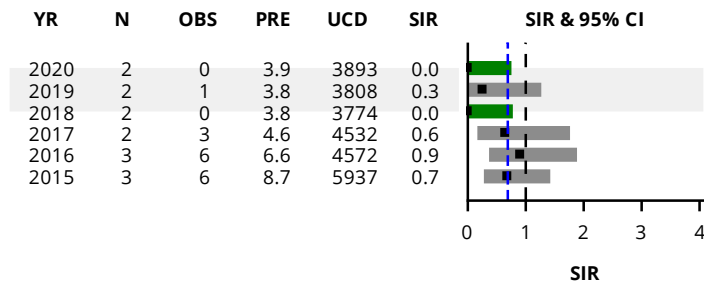 YR N OBS PRE UCD SIR SIR & 95% CI
2020 2 0 3.9 3893 0.0
2019 2 1 3.8 3808 0.3
2018 2 0 3.8 3774 0.0
2017 2 3 4.6 4532 0.6
2016 3 6 6.6 4572 0.9
2015 3 6 8.7 5937 0.7
0 1 2 3 4
SIR